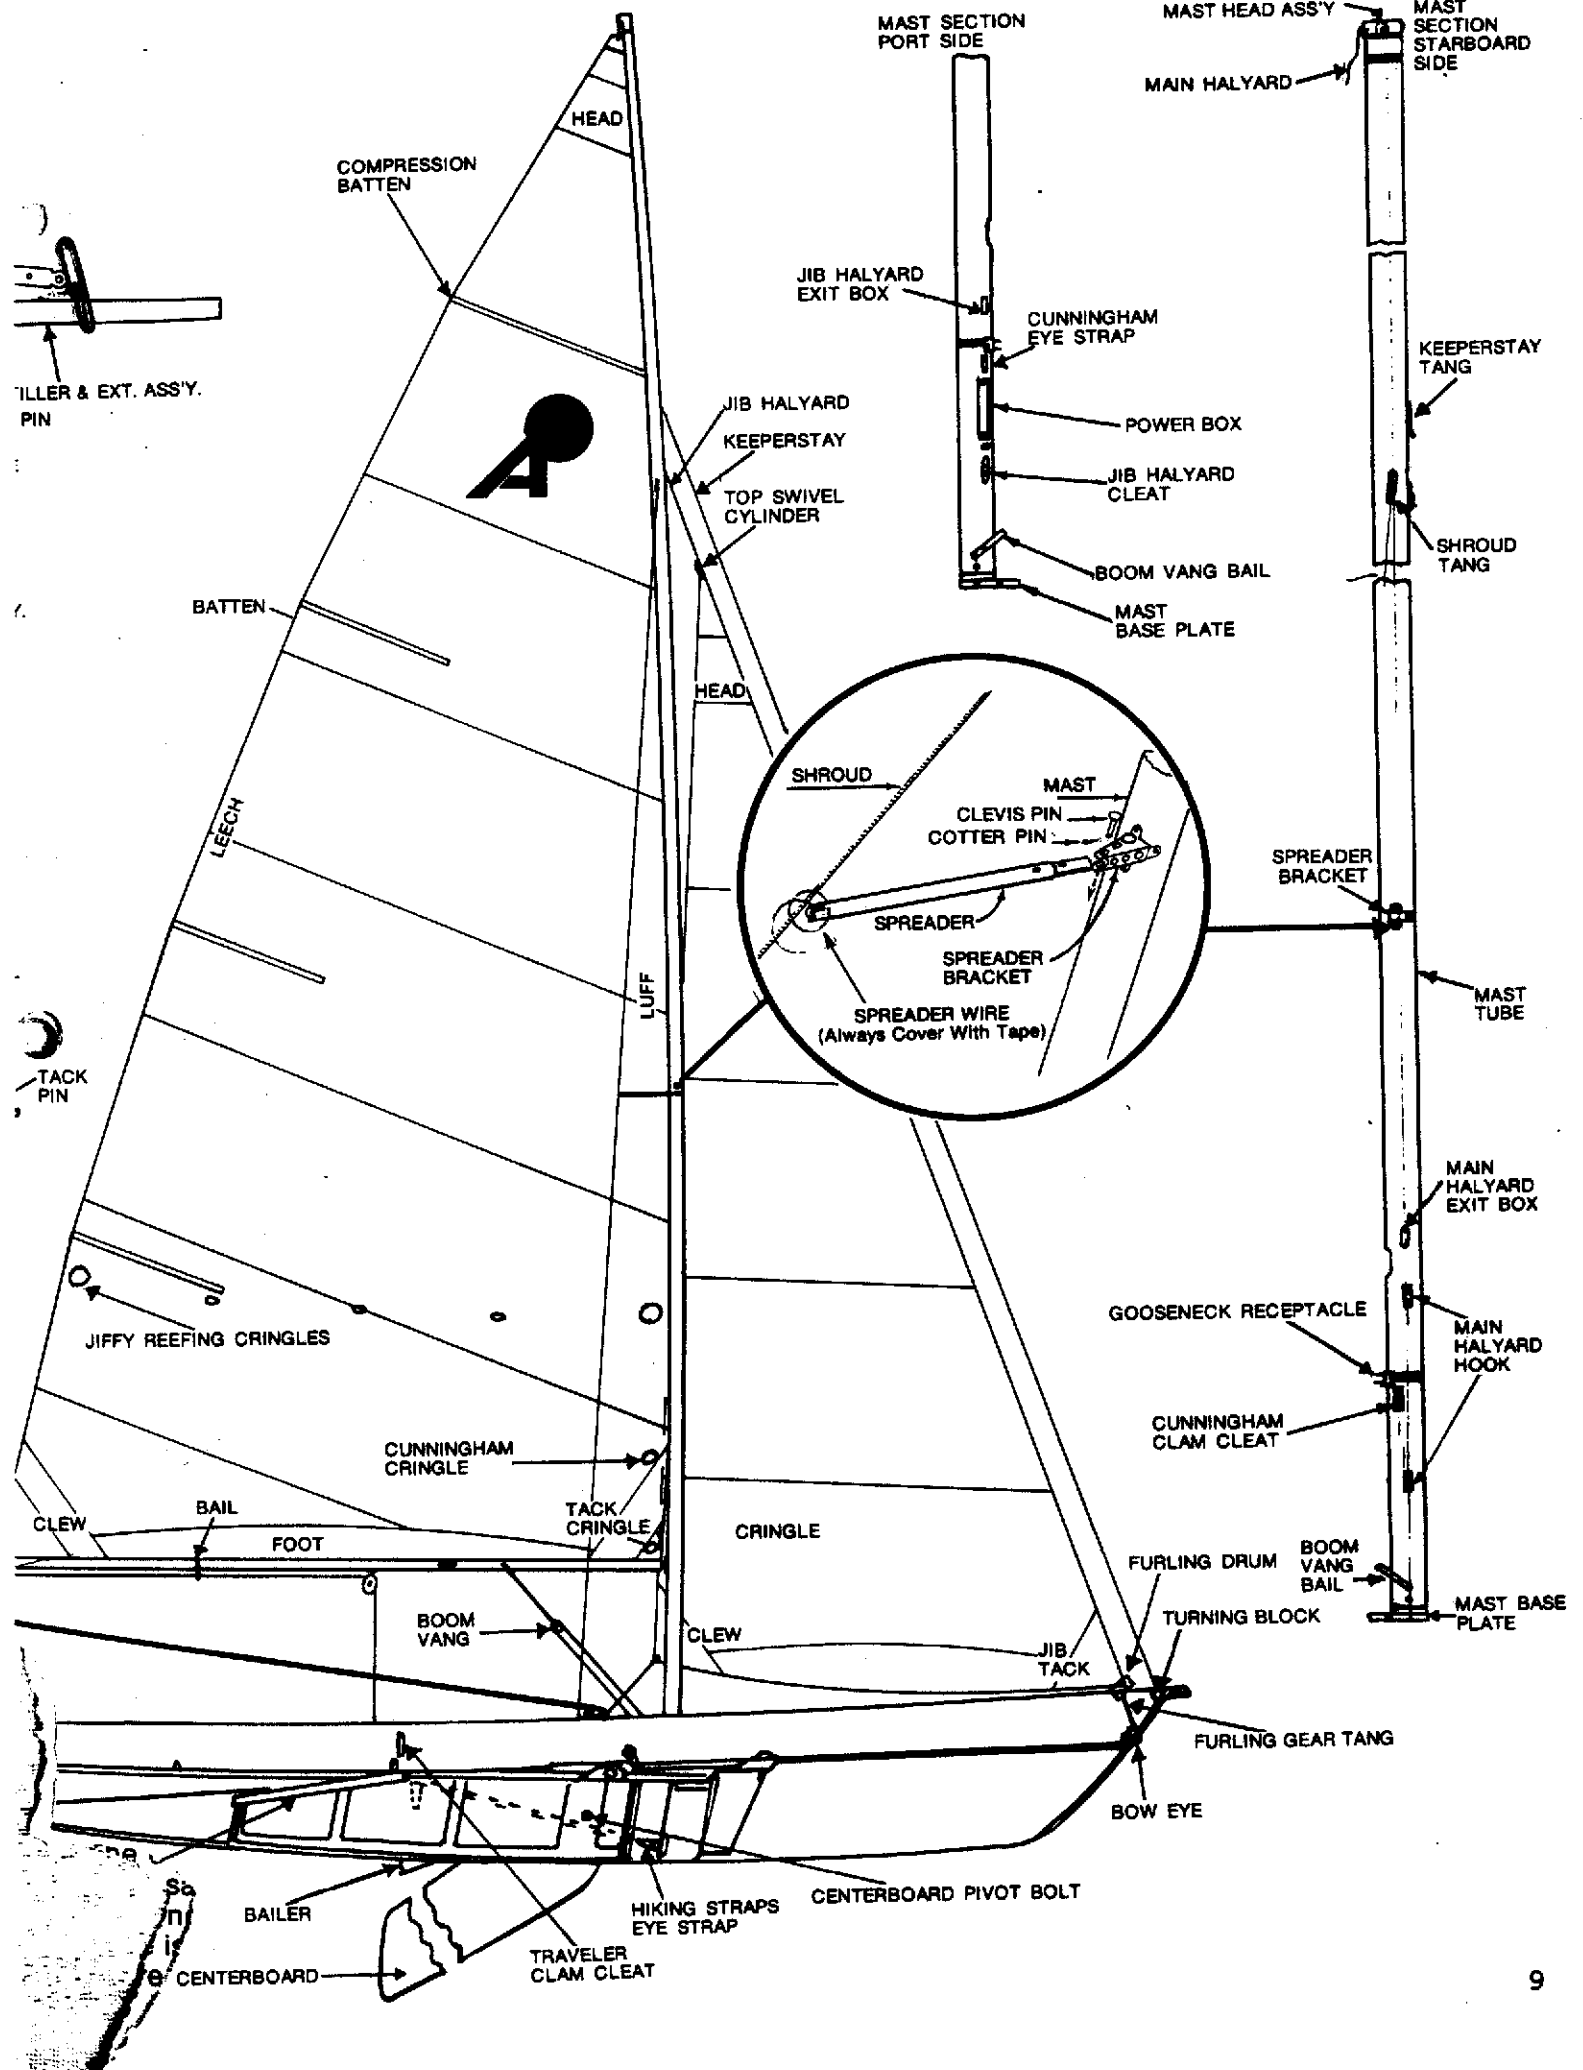 MAST SECTION
PORT SIDE
MAST HEAD ASS'Y
MAST
SECTION
STARBOARD
SIDE
MAIN HALYARD
HEAD
COMPRESSION
BATTEN
JIB HALYARD
EXIT BOX
CUNNINGHAM
EYE STRAP
KEEPERSTAY
TANG
ILLER & EXT. ASS'Y.
PIN
JIB HALYARD
KEEPERSTAY
POWER BOX
TOP SWIVEL
CYLINDER
JIB HALYARD
CLEAT
SHROUD
TANG
BOOM VANG BAIL
BATTEN
MAST
BASE PLATE
HEAD
SHROUD
MAST
CLEVIS PIN
COTTER PIN
LEECH
SPREADER
BRACKET
SPREADER
SPREADER
BRACKET
LUFF
SPREADER WIRE
(Always Cover With Tape)
MAST
TUBE
TACK
PIN
MAIN
HALYARD
EXIT BOX
JIFFY REEFING CRINGLES
GOOSENECK RECEPTACLE
MAIN
HALYARD
HOOK
CUNNINGHAM
CRINGLE
CUNNINGHAM
CLAM CLEAT
CLEW
BAIL
FOOT
TACK
CRINGLE
CRINGLE
FURLING DRUM
BOOM
VANG
BAIL
BOOM
VANG
CLEW
TURNING BLOCK
MAST BASE
PLATE
JIB
TACK
FURLING GEAR TANG
BOW EYE
BAILER
HIKING STRAPS
EYE STRAP
CENTERBOARD PIVOT BOLT
TRAVELER
CLAM CLEAT
CENTERBOARD
9